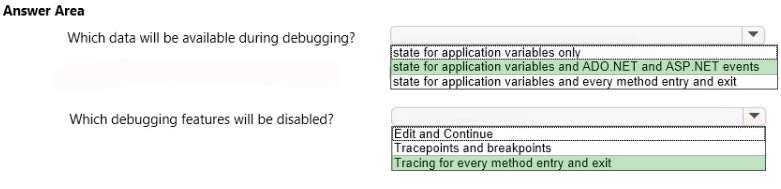 Answer Area
Which data will be available during debugging?
state for application variables only
state for application variables and ADO.NET and ASP.NET events
state for application variables and every method entry and exit
Which debugging features will be disabled?
Edit and Continue
Tracepoints and breakpoints
Tracing for every method entry and exit